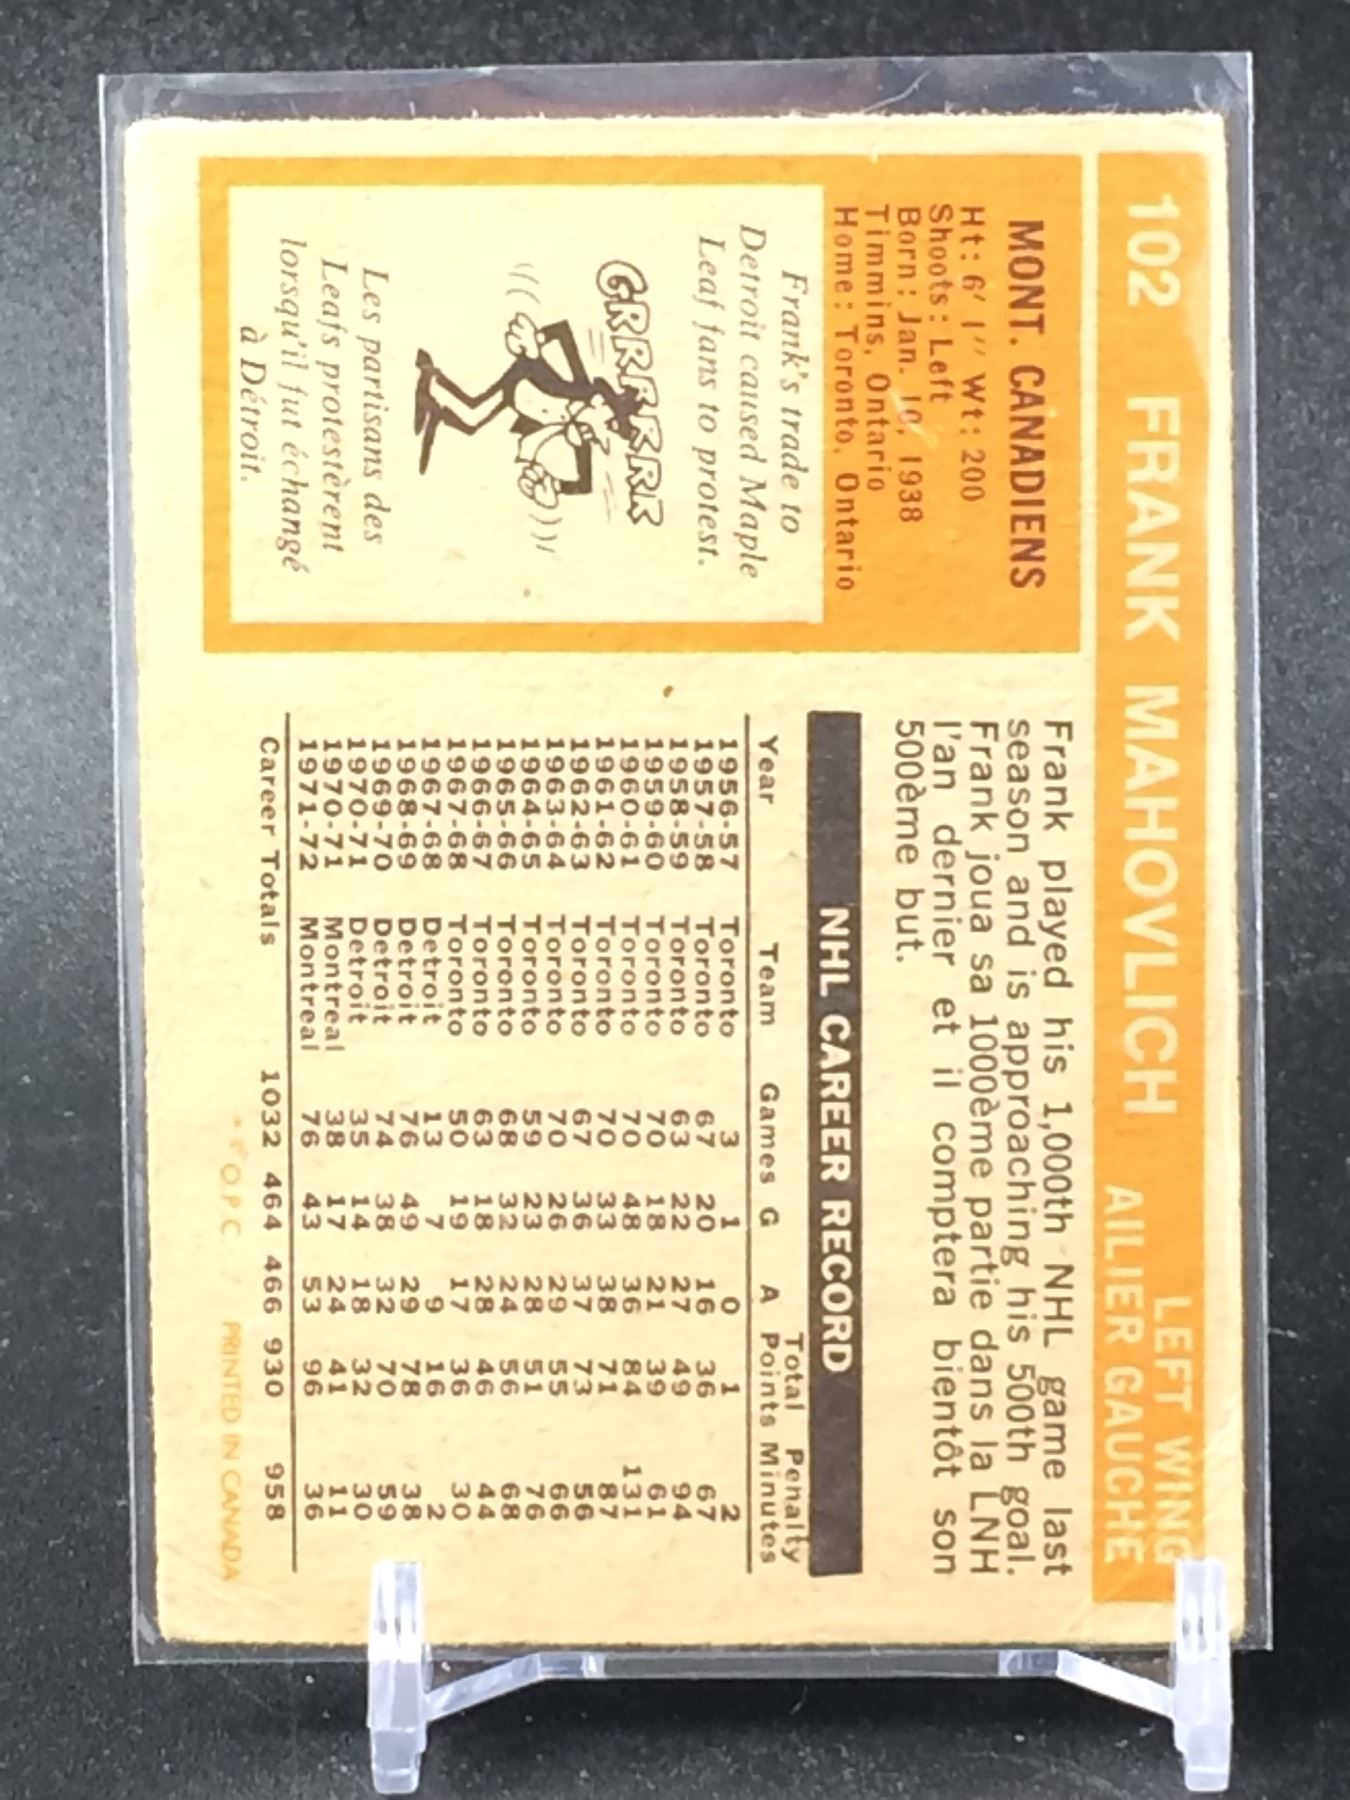 102 FRANK MAHOVLICH LEFT WING
AILIER GAUCHE
MONT. CANADIENS
Ht: 6' 1" Wt: 200
Shoots: Left
Born: Jan. 10, 1938
Timmins, Ontario
Home: Toronto, Ontario
Frank's trade to
Detroit caused Maple
Leaf fans to protest.
GRRRRRR
Les partisans des
Leafs protestèrent
lorsqu'il fut échangé
à Détroit.
Frank played his 1,000th NHL game last
season and is approaching his 500th goal.
Frank joua sa 1000ème partie dans la LNH
l'an dernier et il comptera bientôt son
500ème but.
NHL CAREER RECORD
Total Penalty
Year Team Games G A Points Minutes
1956-57 Toronto 3 1 0 1 2
1957-58 Toronto 67 20 16 36 67
1958-59 Toronto 63 22 27 49 94
1959-60 Toronto 70 18 21 39 61
1960-61 Toronto 70 48 36 84 131
1961-62 Toronto 70 33 38 71 87
1962-63 Toronto 67 36 37 73 56
1963-64 Toronto 70 26 29 55 66
1964-65 Toronto 59 23 28 51 76
1965-66 Toronto 68 32 24 56 68
1966-67 Toronto 63 18 28 46 44
1967-68 Toronto 50 19 17 36 30
1967-68 Detroit 13 7 9 16 2
1968-69 Detroit 76 49 29 78 38
1969-70 Detroit 74 38 32 70 59
1970-71 Detroit 35 14 18 32 30
1970-71 Montreal 38 17 24 41 11
1971-72 Montreal 76 43 53 96 36
Career Totals 1032 464 466 930 958
O.P.C. PRINTED IN CANADA